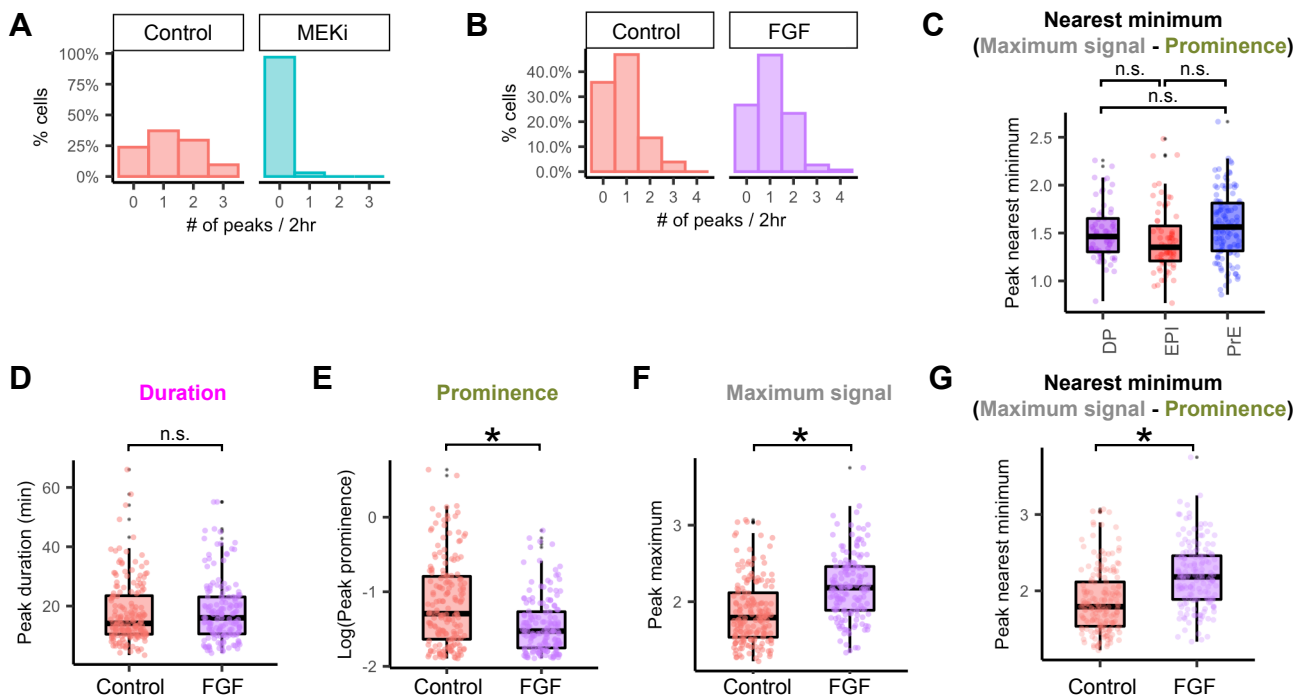 A
Control
MEKi
100%
75%
50%
25%
0%
% cells
0 1 2 3
0 1 2 3
# of peaks / 2hr
B
Control
FGF
40.0%
30.0%
20.0%
10.0%
0.0%
% cells
0 1 2 3 4
0 1 2 3 4
# of peaks / 2hr
C
Nearest minimum
(Maximum signal - Prominence)
n.s.
n.s.
n.s.
2.5
2.0
1.5
1.0
Peak nearest minimum
DP
EPI
PrE
D
Duration
n.s.
60
40
20
0
Peak duration (min)
Control
FGF
E
Prominence
*
0
-1
-2
Log(Peak prominence)
Control
FGF
F
Maximum signal
*
3
2
Peak maximum
Control
FGF
G
Nearest minimum
(Maximum signal - Prominence)
*
3
2
Peak nearest minimum
Control
FGF